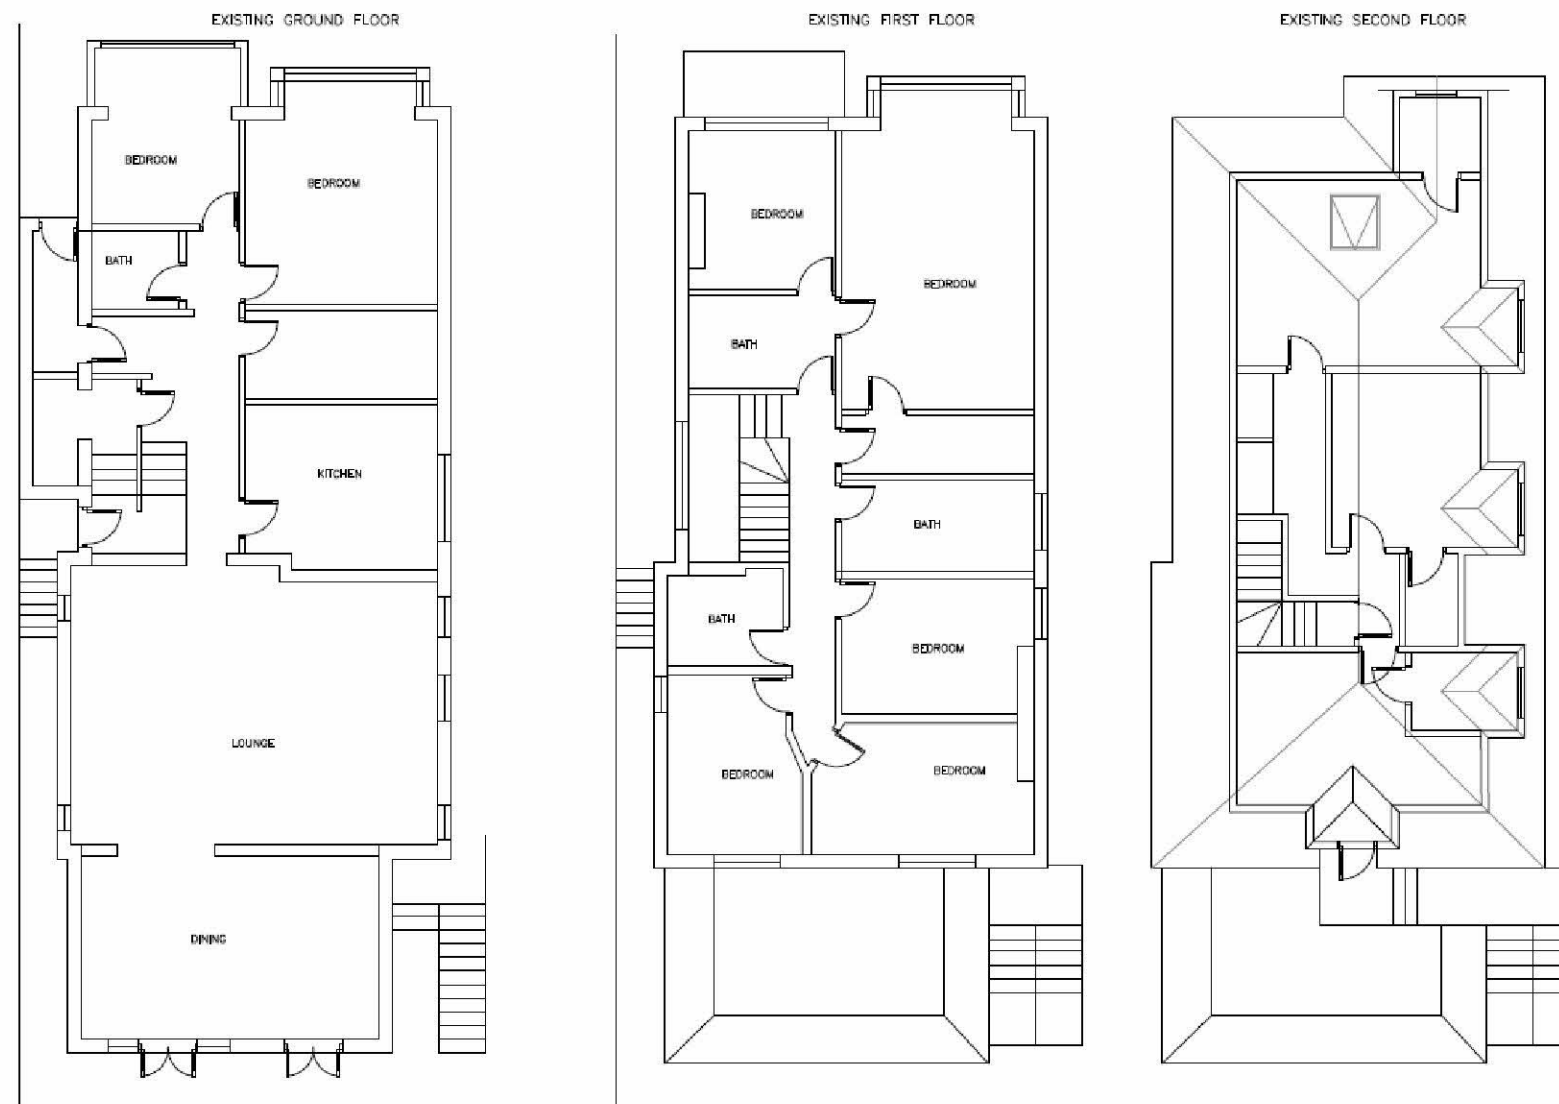 EXISTING GROUND FLOOR
EXISTING FIRST FLOOR
EXISTING SECOND FLOOR
BEDROOM
BEDROOM
BATH
KITCHEN
LOUNGE
DINING
BEDROOM
BEDROOM
BATH
BATH
BATH
BEDROOM
BEDROOM
BEDROOM